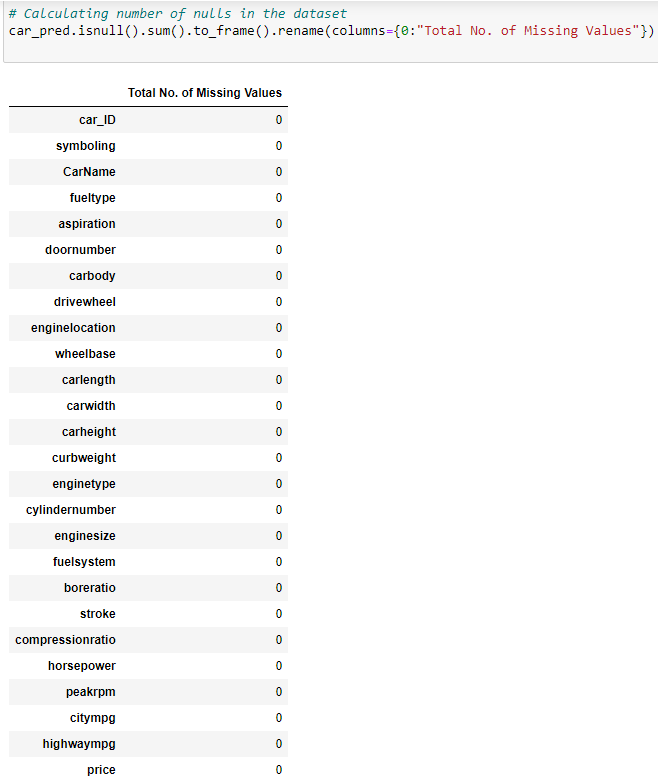 # Calculating number of nulls in the dataset
car_pred.isnull().sum().to_frame().rename(columns={0:"Total No. of Missing Values"})
Total No. of Missing Values
car_ID 0
symboling 0
CarName 0
fueltype 0
aspiration 0
doornumber 0
carbody 0
drivewheel 0
enginelocation 0
wheelbase 0
carlength 0
carwidth 0
carheight 0
curbweight 0
enginetype 0
cylindernumber 0
enginesize 0
fuelsystem 0
boreratio 0
stroke 0
compressionratio 0
horsepower 0
peakrpm 0
citympg 0
highwaympg 0
price 0